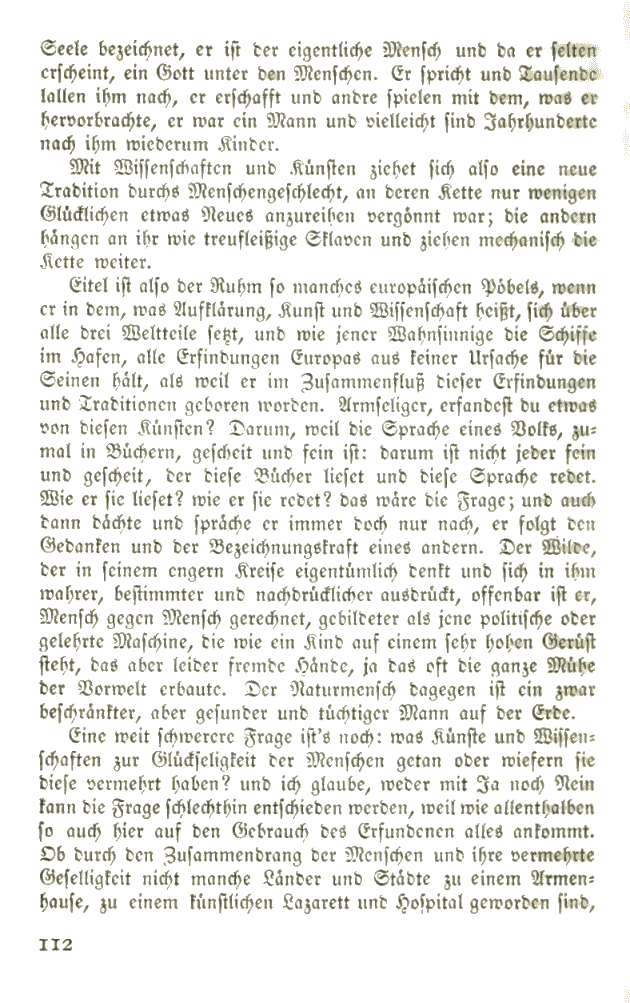 Seele bezeichnet, er ist der eigentliche Mensch und da er selten
erscheint, ein Gott unter den Menschen. Er spricht und Tausende
lallen ihm nach, er erschafft und andre spielen mit dem, was er
hervorbrachte, er war ein Mann und vielleicht sind Jahrhunderte
nach ihm wiederum Kinder.
Mit Wissenschaften und Künsten ziehet sich also eine neue
Tradition durchs Menschengeschlecht, an deren Kette nur wenigen
Glücklichen etwas Neues anzureihen vergönnt war; die andern
hängen an ihr wie treufleißige Sklaven und ziehen mechanisch die
Kette weiter.
Eitel ist also der Ruhm so manches europäischen Pöbels, wenn
er in dem, was Aufklärung, Kunst und Wissenschaft heißt, sich über
alle drei Weltteile setzt, und wie jener Wahnsinnige die Schiffe
im Hafen, alle Erfindungen Europas aus keiner Ursache für die
Seinen hält, als weil er im Zusammenfluß dieser Erfindungen
und Traditionen geboren worden. Armseliger, erfandest du etwas
von diesen Künsten? Darum, weil die Sprache eines Volks, zu-
mal in Büchern, gescheit und fein ist: darum ist nicht jeder fein
und gescheit, der diese Bücher lieset und diese Sprache redet.
Wie er sie lieset? wie er sie redet? das wäre die Frage; und auch
dann dächte und spräche er immer doch nur nach, er folgt den
Gedanken und der Bezeichnungskraft eines andern. Der Wilde,
der in seinem engern Kreise eigentümlich denkt und sich in ihm
wahrer, bestimmter und nachdrücklicher ausdrückt, offenbar ist er,
Mensch gegen Mensch gerechnet, gebildeter als jene politische oder
gelehrte Maschine, die wie ein Kind auf einem sehr hohen Gerüst
steht, das aber leider fremde Hände, ja das oft die ganze Mühe
der Vorwelt erbaute. Der Naturmensch dagegen ist ein zwar
beschränkter, aber gesunder und tüchtiger Mann auf der Erde.
Eine weit schwerere Frage ist's noch: was Künste und Wissen-
schaften zur Glückseligkeit der Menschen getan oder wiefern sie
diese vermehrt haben? und ich glaube, weder mit Ja noch Nein
kann die Frage schlechthin entschieden werden, weil wie allenthalben
so auch hier auf den Gebrauch des Erfundenen alles ankommt.
Ob durch den Zusammendrang der Menschen und ihre vermehrte
Geselligkeit nicht manche Länder und Städte zu einem Armen-
hause, zu einem künstlichen Lazarett und Hospital geworden sind,
112